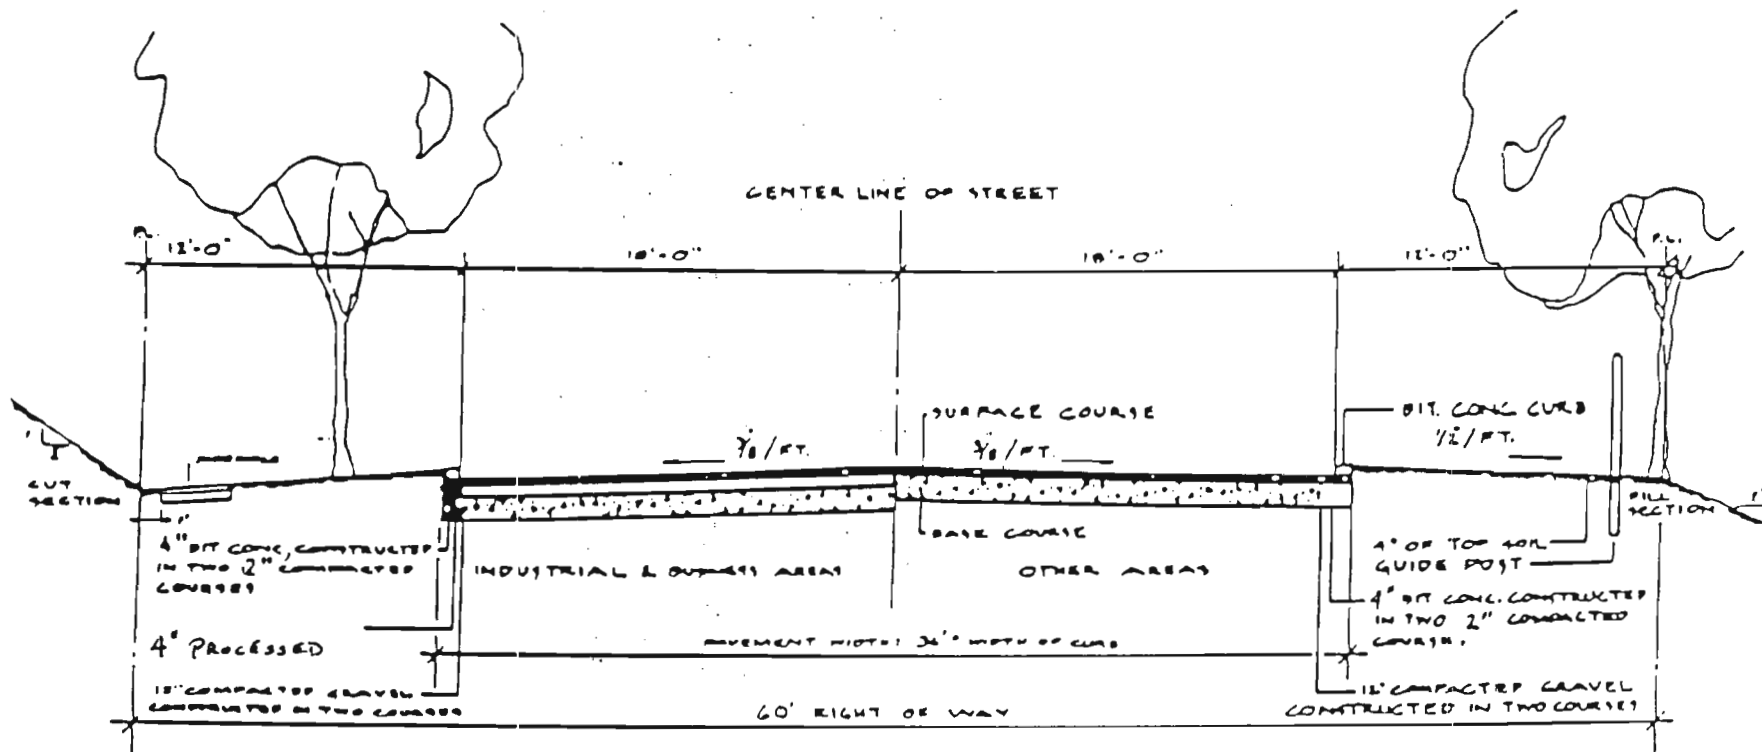 CENTER LINE OF STREET
12'-0"
18'-0"
18'-0"
12'-0"
P.L.
SURFACE COURSE
BIT. CONC CURB
3/8"/FT.
3/8"/FT.
1/2"/FT.
CUT
SECTION
FILL
SECTION
1'
BASE COURSE
4" BIT CONC, CONSTRUCTED
IN TWO 2" COMPACTED
COURSES
INDUSTRIAL & BUSINESS AREAS
OTHER AREAS
4" OF TOP SOIL
GUIDE POST
4" BIT CONC. CONSTRUCTED
IN TWO 2" COMPACTED
COURSE.
4" PROCESSED
PAVEMENT WIDTH: WIDTH OF CURB
12" COMPACTED GRAVEL
CONSTRUCTED IN TWO COURSES
60' RIGHT OF WAY
12" COMPACTED GRAVEL
CONSTRUCTED IN TWO COURSES